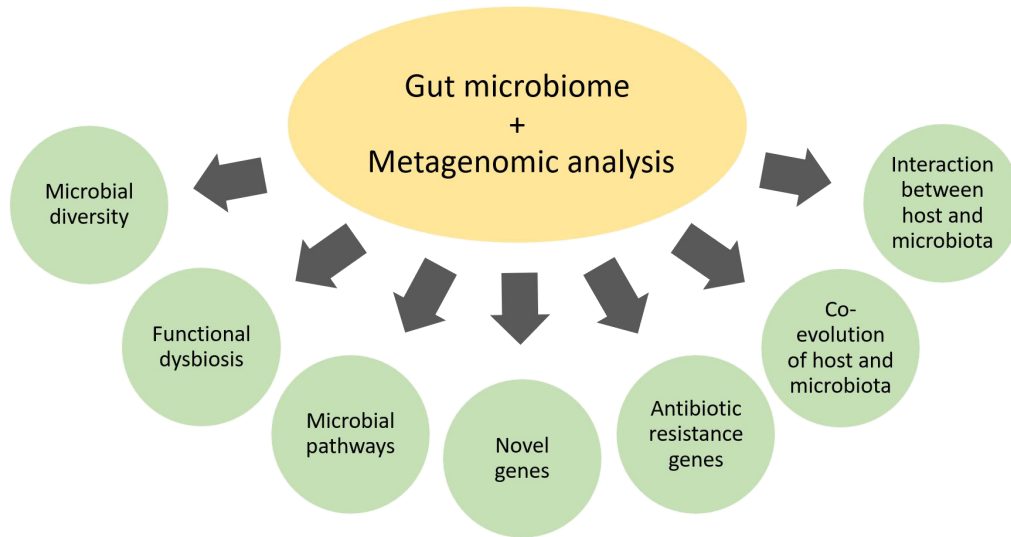 Gut microbiome
+
Metagenomic analysis
Microbial
diversity
Functional
dysbiosis
Microbial
pathways
Novel
genes
Antibiotic
resistance
genes
Co-
evolution
of host and
microbiota
Interaction
between
host and
microbiota